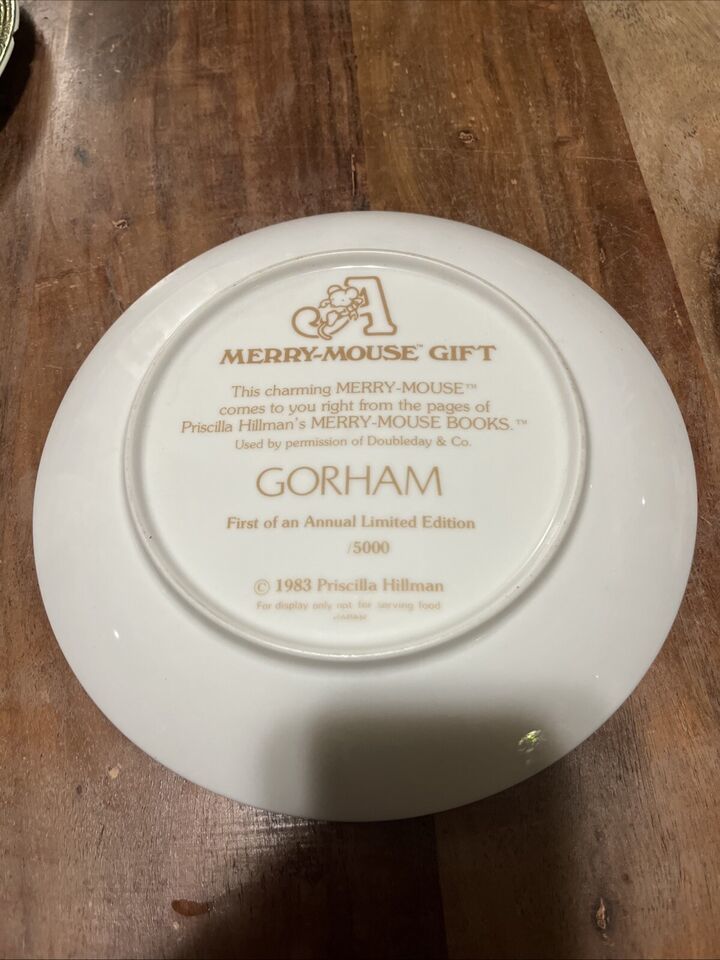 A
MERRY-MOUSE™ GIFT
This charming MERRY-MOUSE™
comes to you right from the pages of
Priscilla Hillman's MERRY-MOUSE BOOKS.™
Used by permission of Doubleday & Co.
GORHAM
First of an Annual Limited Edition
/5000
© 1983 Priscilla Hillman
For display only not for serving food
JAPAN